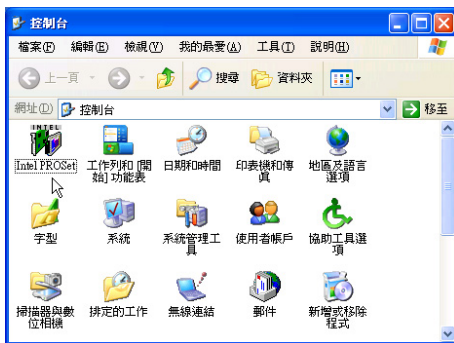 控制台
檔案(F) 編輯(E) 檢視(V) 我的最愛(A) 工具(T) 說明(H)
上一頁 搜尋 資料夾
網址(D) 控制台 移至
INTEL
Intel PROSet 工作列和 [開 日期和時間 印表機和傳 地區及語言
始] 功能表 真 選項
字型 系統 系統管理工 使用者帳戶 協助工具選
具 項
掃描器與數 排定的工作 無線連結 郵件 新增或移除
位相機 程式